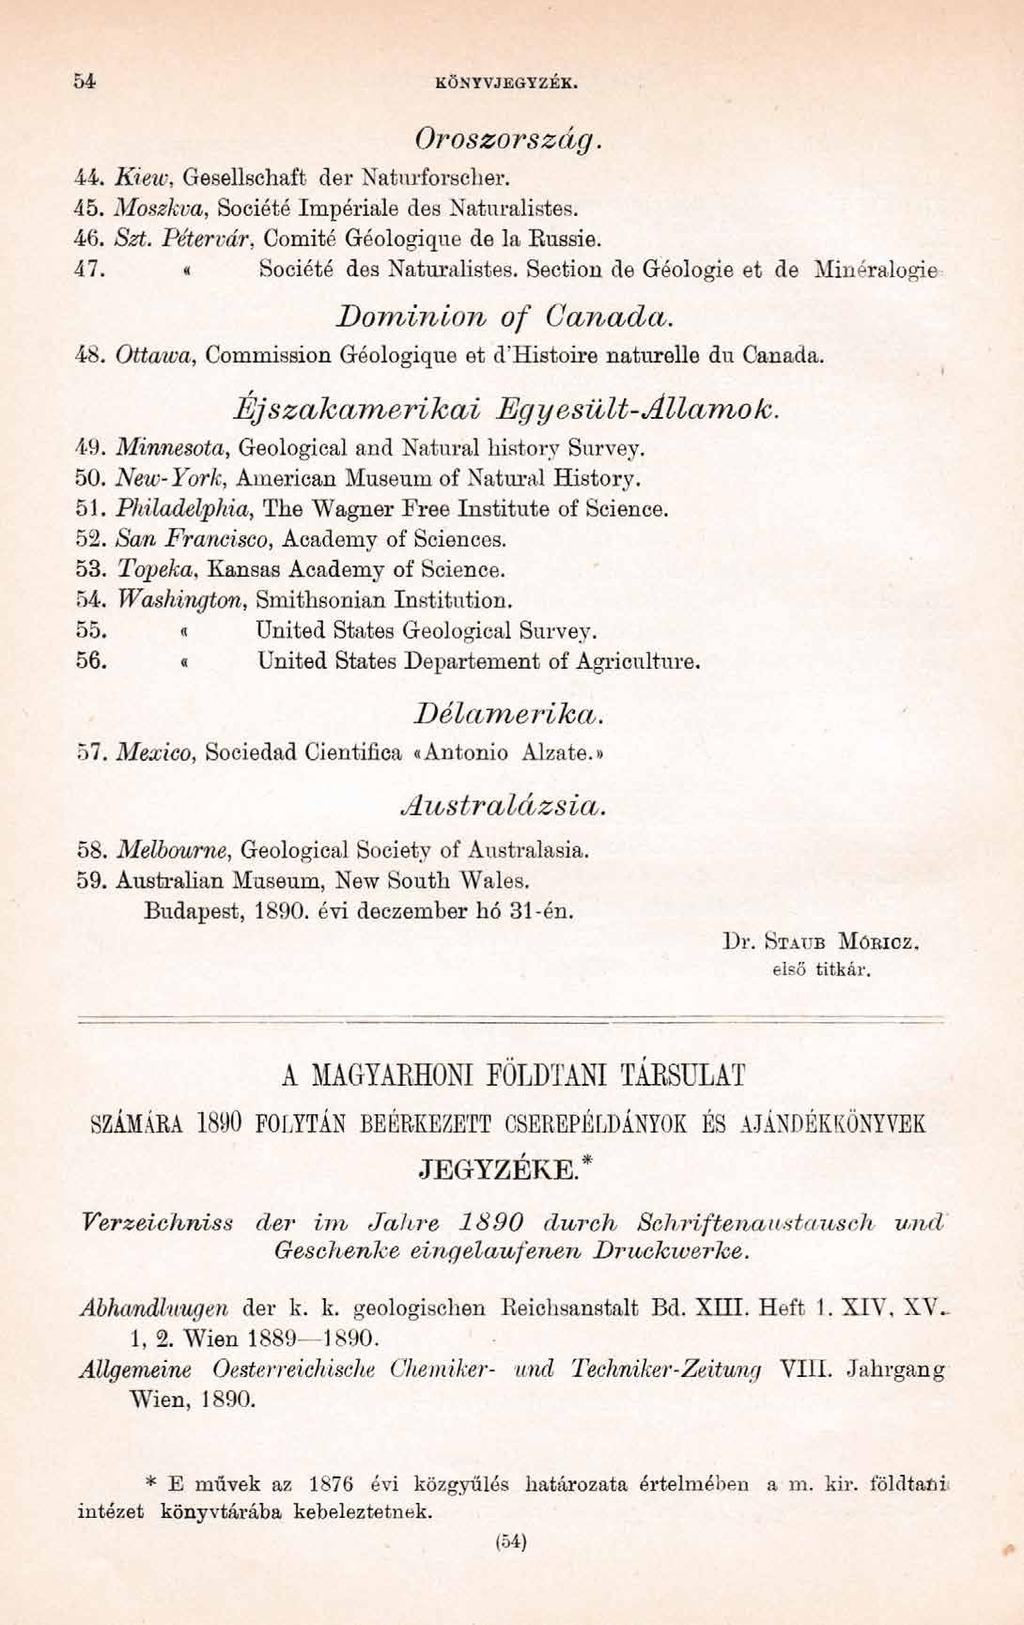 54 KÖNYVJEGYZÉK.
Oroszország.
44. Kiew, Gesellschaft der Naturforscher.
45. Moszkva, Société Impériale des Naturalistes.
46. Szt. Pétervár, Comité Géologique de la Russie.
47. « Société des Naturalistes. Section de Géologie et de Minéralogie
Dominion of Canada.
48. Ottawa, Commission Géologique et d'Histoire naturelle du Canada.
Éjszakamerikai Egyesült-Államok.
49. Minnesota, Geological and Natural history Survey.
50. New-York, American Museum of Natural History.
51. Philadelphia, The Wagner Free Institute of Science.
52. San Francisco, Academy of Sciences.
53. Topeka, Kansas Academy of Science.
54. Washington, Smithsonian Institution.
55. « United States Geological Survey.
56. « United States Departement of Agriculture.
Délamerika.
57. Mexico, Sociedad Cientifica «Antonio Alzate.»
Australázsia.
58. Melbourne, Geological Society of Australasia.
59. Australian Museum, New South Wales.
Budapest, 1890. évi deczember hó 31-én.
Dr. STAUB MÓRICZ,
első titkár.
A MAGYARHONI FÖLDTANI TÁRSULAT
SZÁMÁRA 1890 FOLYTÁN BEÉRKEZETT CSEREPÉLDÁNYOK ÉS AJÁNDÉKKÖNYVEK
JEGYZÉKE.*
Verzeichniss der im Jahre 1890 durch Schriftenaustausch und
Geschenke eingelaufenen Druckwerke.
Abhandluugen der k. k. geologischen Reichsanstalt Bd. XIII. Heft 1. XIV, XV.
1, 2. Wien 1889—1890.
Allgemeine Oesterreichische Chemiker- und Techniker-Zeitung VIII. Jahrgang
Wien, 1890.
* E művek az 1876 évi közgyűlés határozata értelmében a m. kir. földtani
intézet könyvtárába kebeleztetnek.
(54)